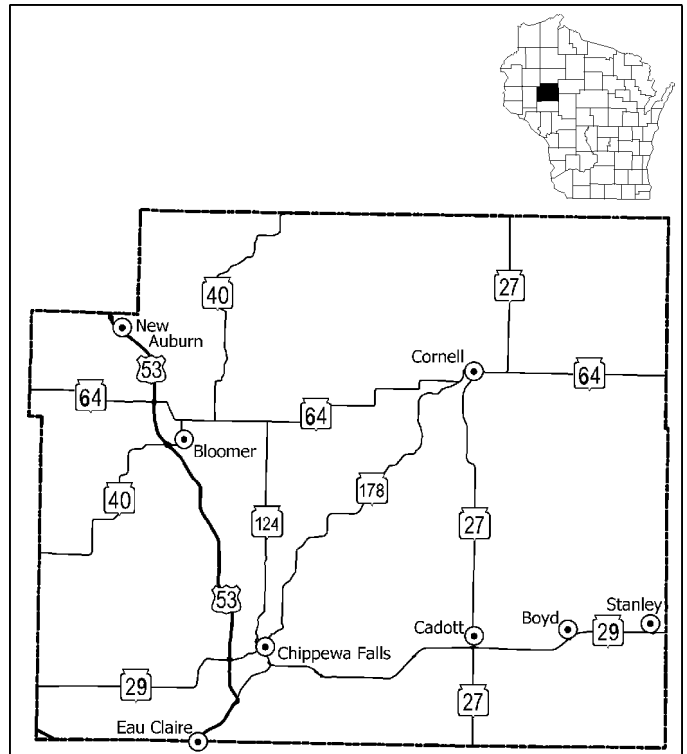 40
27
New
Auburn
53
Cornell
64
64
64
Bloomer
178
40
124
27
53
Stanley
Boyd
Cadott
29
Chippewa Falls
29
27
Eau Claire